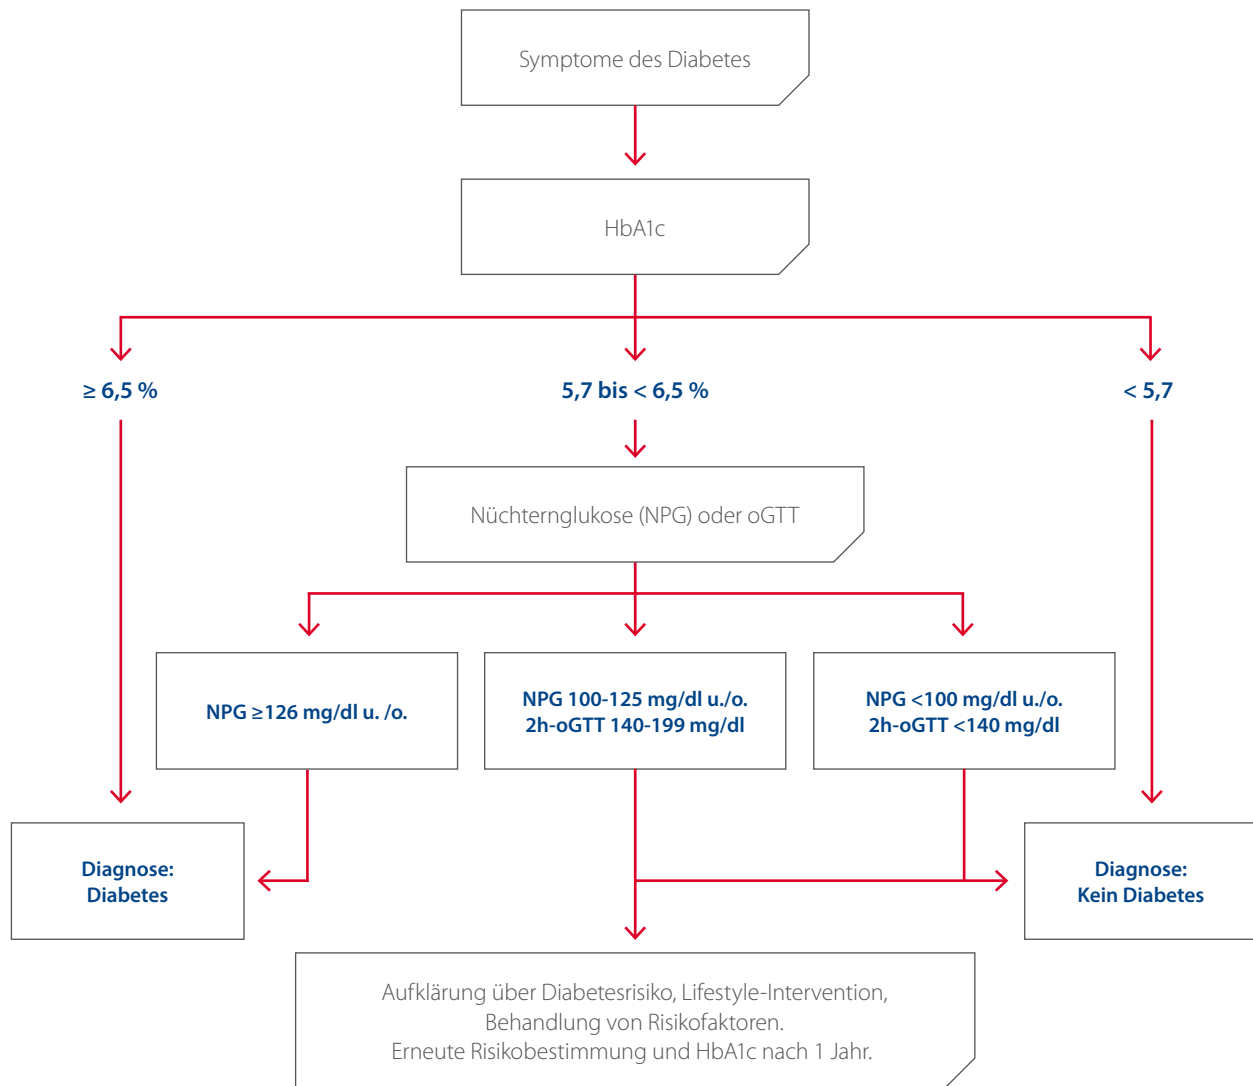 Symptome des Diabetes
HbA1c
≥ 6,5 %
5,7 bis < 6,5 %
< 5,7
Nüchternglukose (NPG) oder oGTT
NPG ≥126 mg/dl u. /o.
NPG 100-125 mg/dl u./o.
2h-oGTT 140-199 mg/dl
NPG <100 mg/dl u./o.
2h-oGTT <140 mg/dl
Diagnose:
Diabetes
Diagnose:
Kein Diabetes
Aufklärung über Diabetesrisiko, Lifestyle-Intervention,
Behandlung von Risikofaktoren.
Erneute Risikobestimmung und HbA1c nach 1 Jahr.